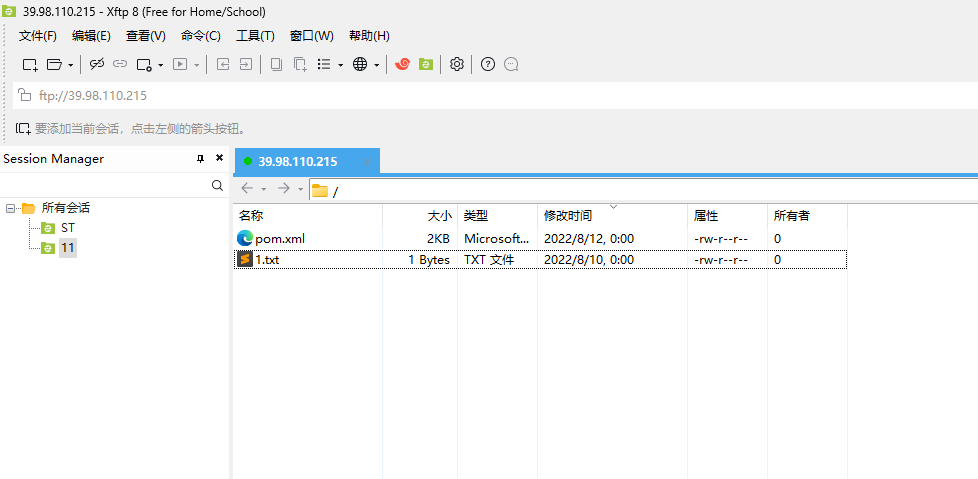 39.98.110.215 - Xftp 8 (Free for Home/School)
文件(F) 编辑(E) 查看(V) 命令(C) 工具(T) 窗口(W) 帮助(H)
ftp://39.98.110.215
要添加当前会话，点击左侧的箭头按钮。
Session Manager
39.98.110.215
/
所有会话
ST
11
名称 大小 类型 修改时间 属性 所有者
pom.xml 2KB Microsoft... 2022/8/12, 0:00 -rw-r--r-- 0
1.txt 1 Bytes TXT 文件 2022/8/10, 0:00 -rw-r--r-- 0